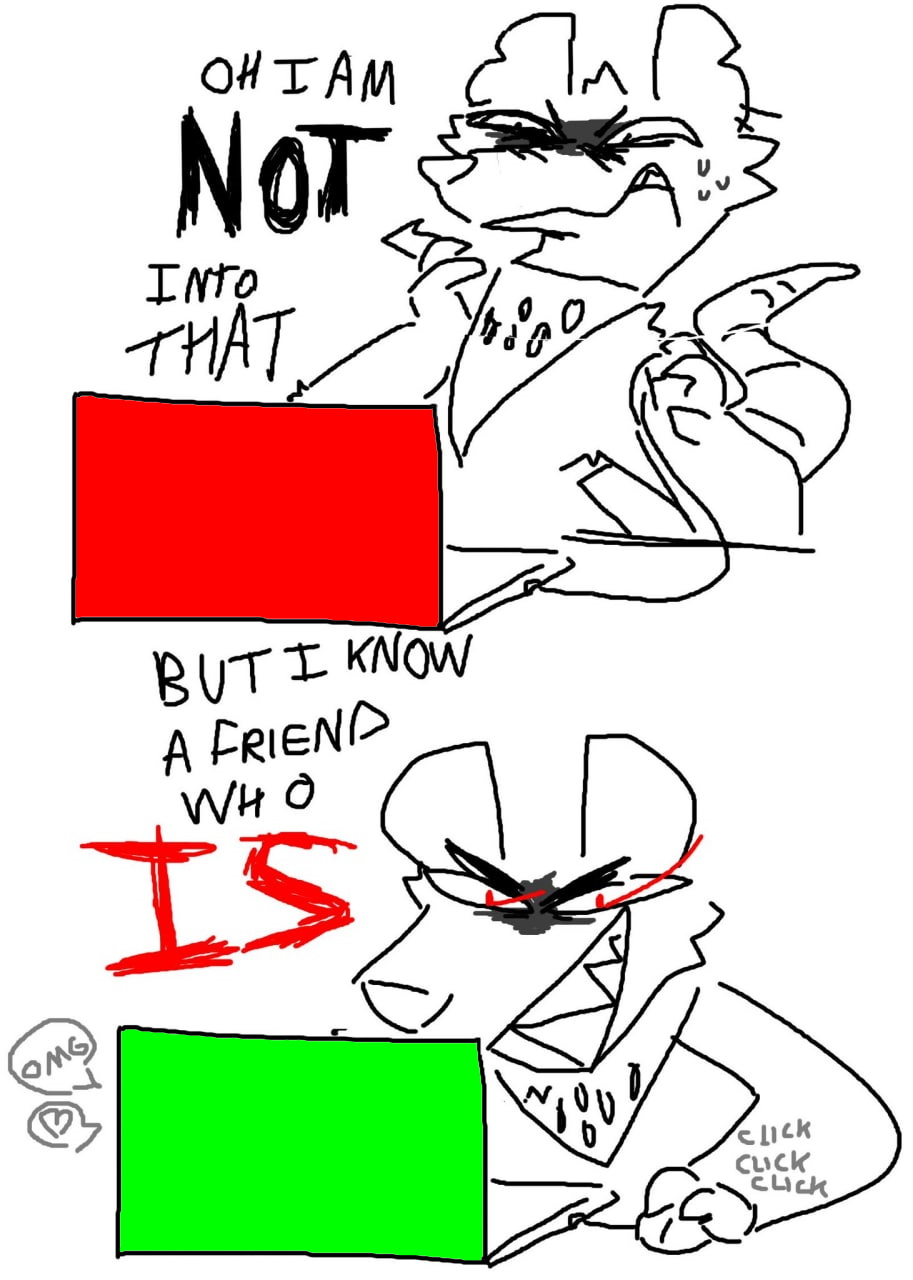 OH I AM
NOT
INTO
THAT
BUT I KNOW
A FRIEND
WHO
IS
OMG
CLICK
CLICK
CLICK